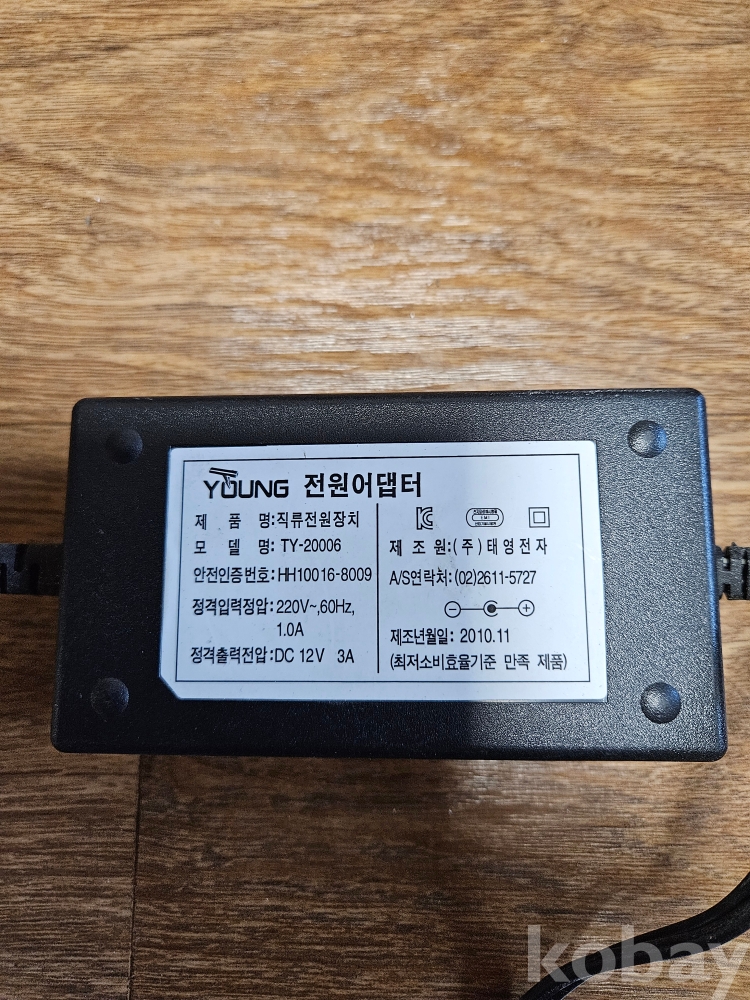 YOUNG 전원어댑터
제 품 명:직류전원장치
모 델 명: TY-20006
안전인증번호: HH10016-8009
정격입력정압: 220V~,60Hz,
1.0A
정격출력전압: DC 12V 3A
제 조 원:(주)태영전자
A/S연락처: (02)2611-5727
제조년월일: 2010.11
(최저소비효율기준 만족 제품)
kobay